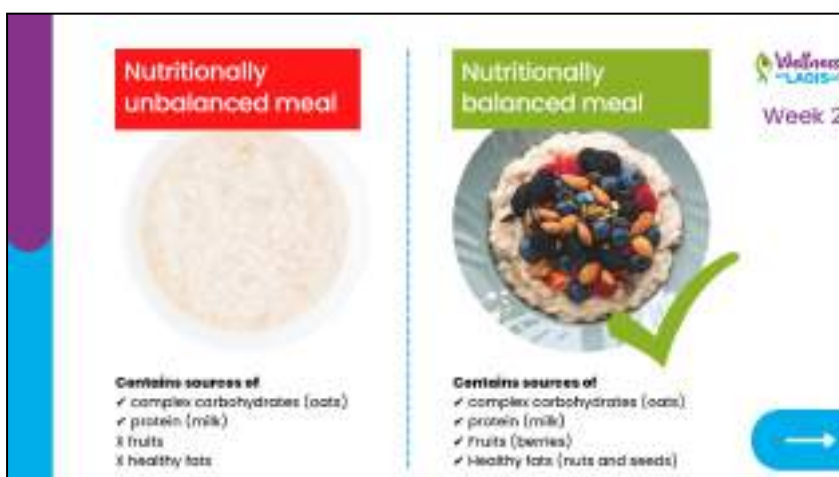 Nutritionally
unbalanced meal
Nutritionally
balanced meal
Wellness
Week 2
Contains sources of
✓ complex carbohydrates (oats)
✓ protein (milk)
X fruits
X healthy fats
Contains sources of
✓ complex carbohydrates (oats)
✓ protein (milk)
✓ Fruits (berries)
✓ Healthy fats (nuts and seeds)